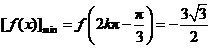 [f(x)]min = f(2kπ − π/3) = −3√3/2